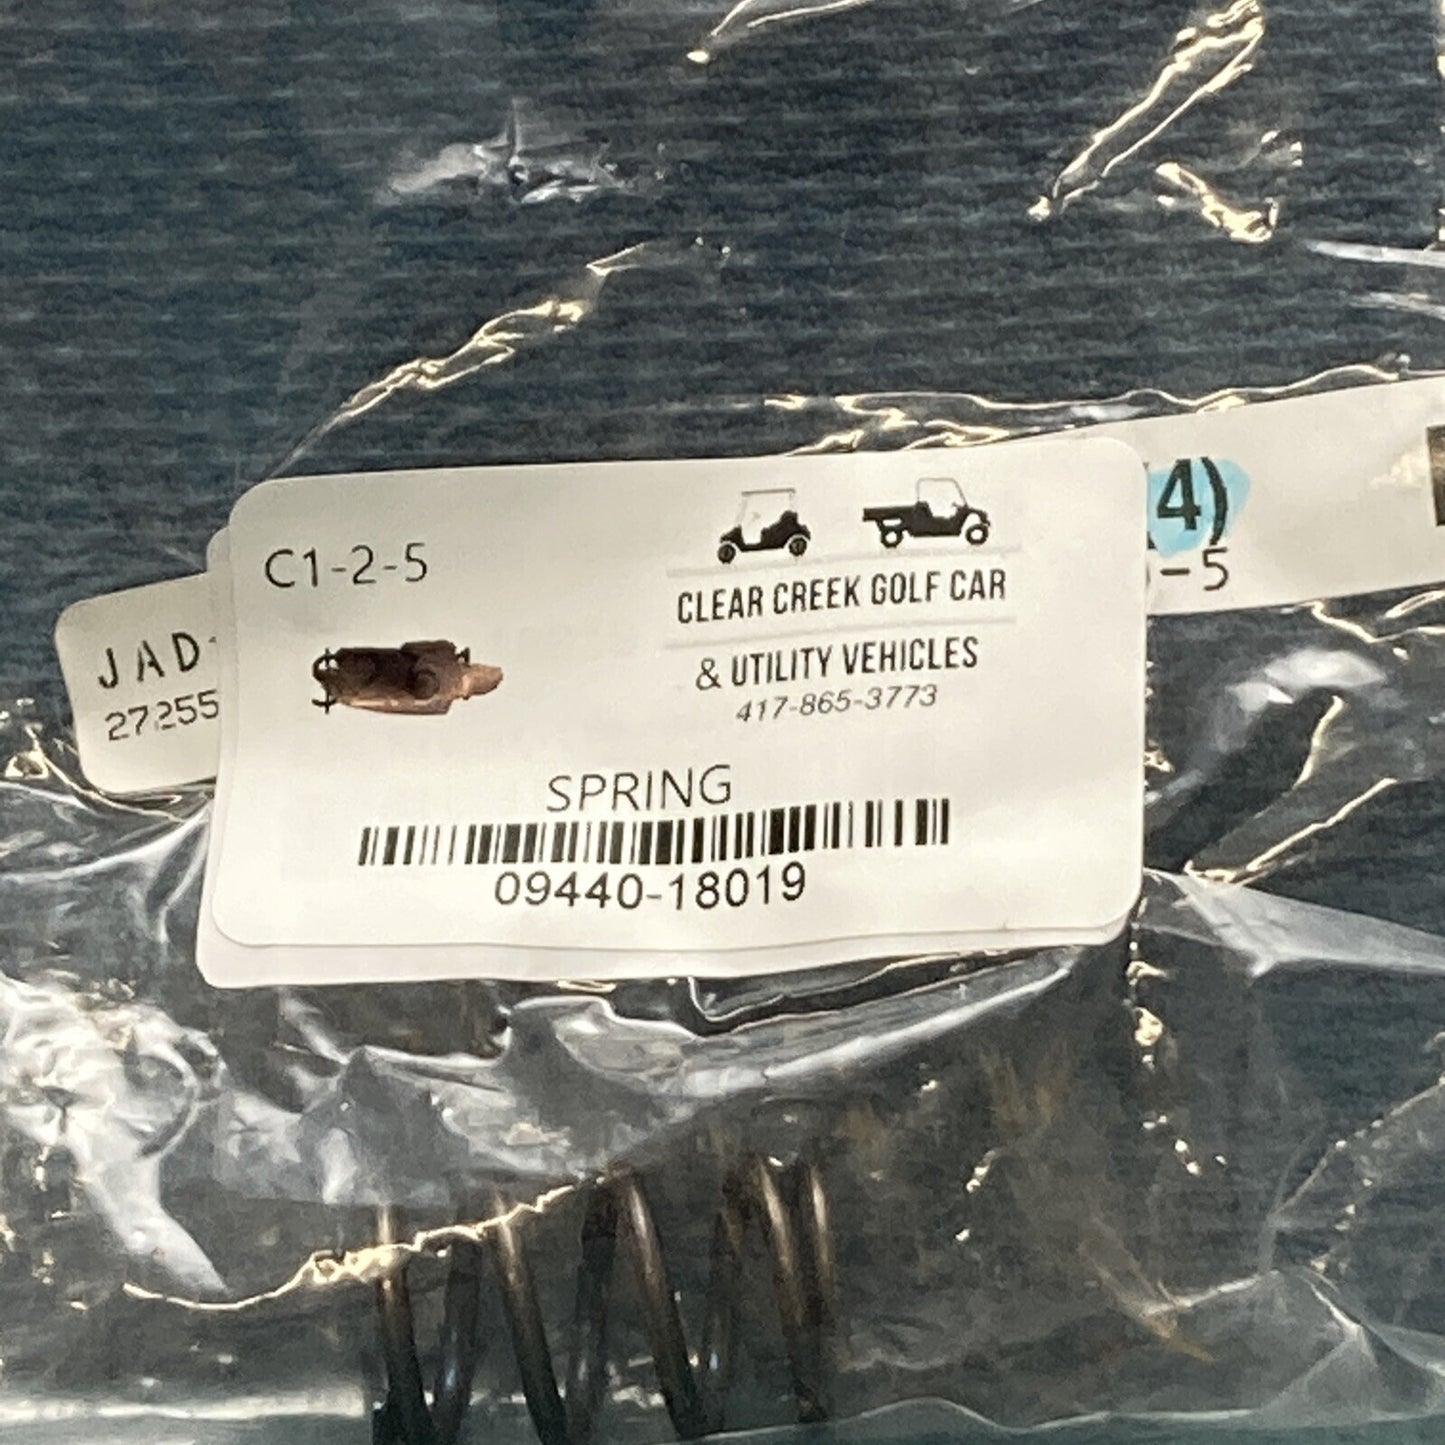 C1-2-5
CLEAR CREEK GOLF CAR
& UTILITY VEHICLES
417-865-3773
$
SPRING
09440-18019
JAD
27255
4)
-5